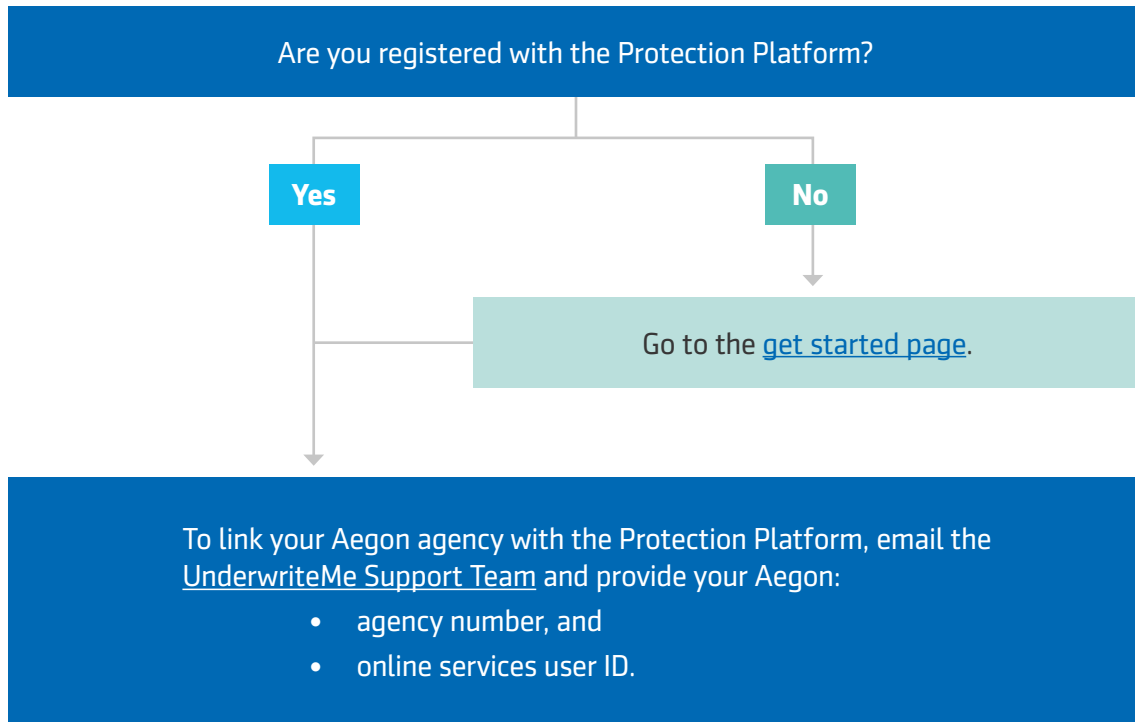 Are you registered with the Protection Platform?
Yes
No
Go to the get started page.
To link your Aegon agency with the Protection Platform, email the
UnderwriteMe Support Team and provide your Aegon:
• agency number, and
• online services user ID.